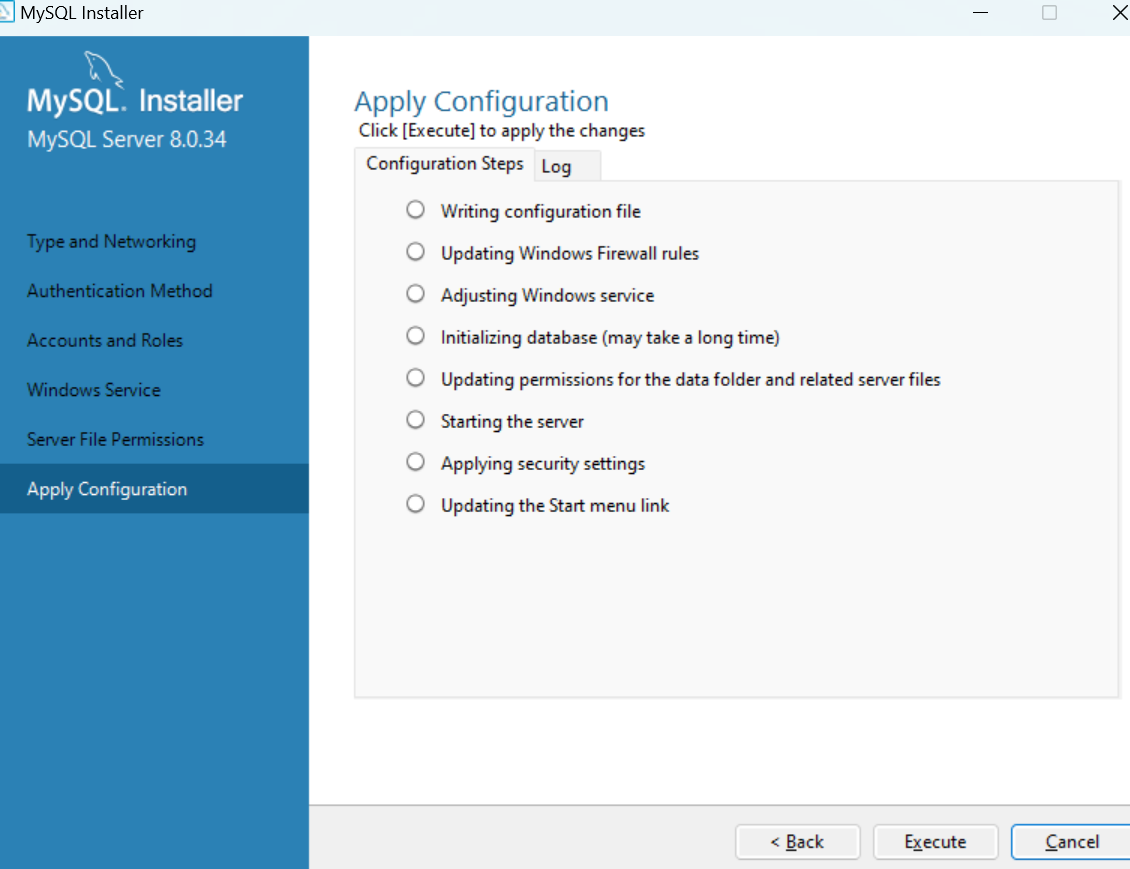 MySQL Installer
MySQL. Installer
MySQL Server 8.0.34
Type and Networking
Authentication Method
Accounts and Roles
Windows Service
Server File Permissions
Apply Configuration
Apply Configuration
Click [Execute] to apply the changes
Configuration Steps
Log
Writing configuration file
Updating Windows Firewall rules
Adjusting Windows service
Initializing database (may take a long time)
Updating permissions for the data folder and related server files
Starting the server
Applying security settings
Updating the Start menu link
< Back
Execute
Cancel